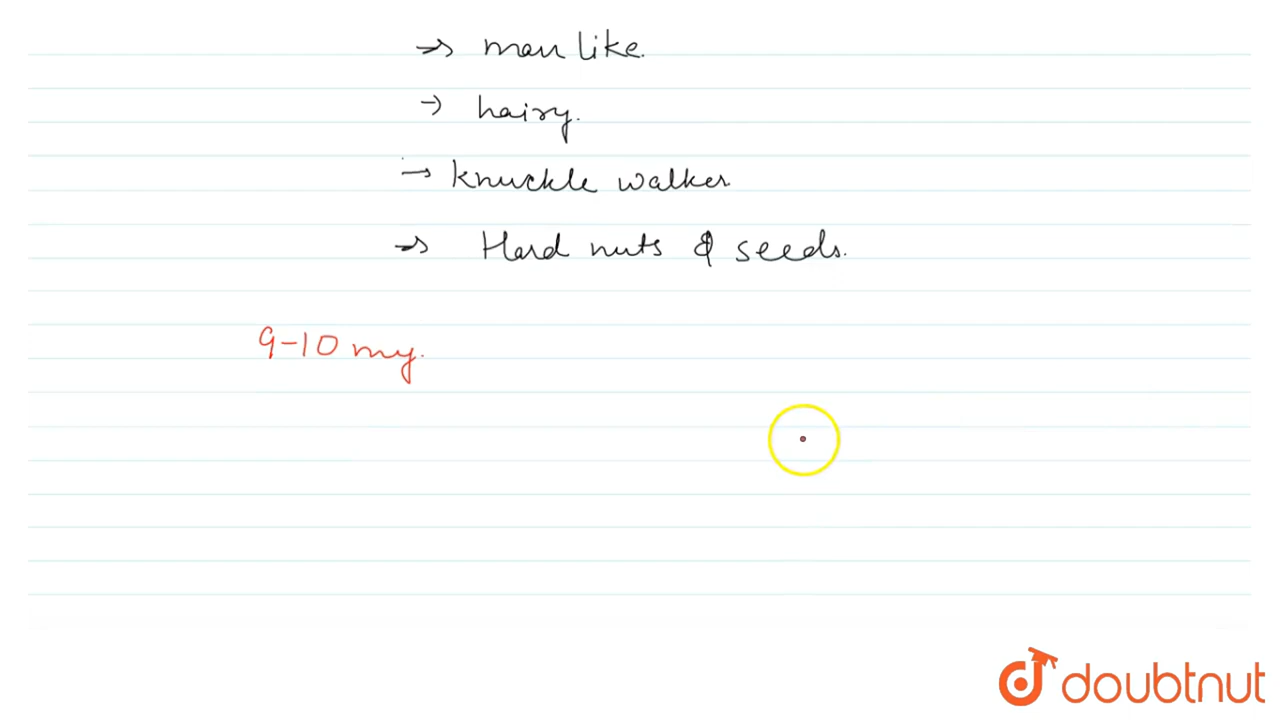 → man like.
→ hairy.
→ knuckle walker.
→ Hard nuts & seeds.
9-10 my.
doubtnut